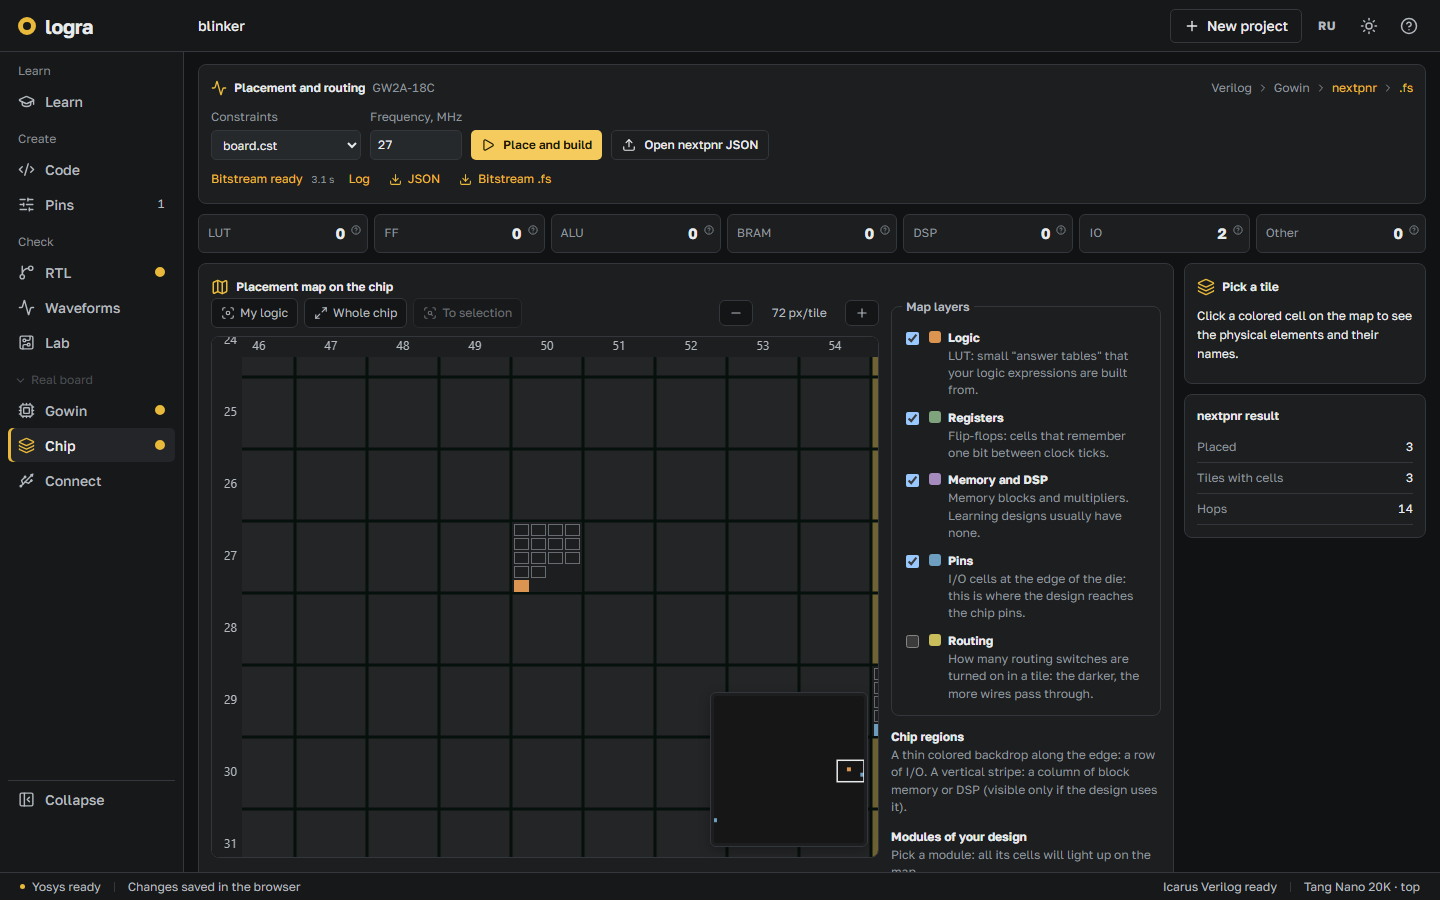 logra
blinker
New project
RU
Learn
Learn
Create
Code
Pins
1
Check
RTL
Waveforms
Lab
Real board
Gowin
Chip
Connect
Collapse
Placement and routing GW2A-18C
Verilog > Gowin > nextpnr > .fs
Constraints
Frequency, MHz
board.cst
27
Place and build
Open nextpnr JSON
Bitstream ready 3.1 s Log JSON Bitstream .fs
LUT 0
FF 0
ALU 0
BRAM 0
DSP 0
IO 2
Other 0
Placement map on the chip
My logic
Whole chip
To selection
72 px/tile
24 46 47 48 49 50 51 52 53 54
25
26
27
28
29
30
31
Map layers
Logic
LUT: small "answer tables" that
your logic expressions are built
from.
Registers
Flip-flops: cells that remember
one bit between clock ticks.
Memory and DSP
Memory blocks and multipliers.
Learning designs usually have
none.
Pins
I/O cells at the edge of the die:
this is where the design reaches
the chip pins.
Routing
How many routing switches are
turned on in a tile: the darker, the
more wires pass through.
Chip regions
A thin colored backdrop along the edge: a row
of I/O. A vertical stripe: a column of block
memory or DSP (visible only if the design uses
it).
Modules of your design
Pick a module: all its cells will light up on the
map.
Pick a tile
Click a colored cell on the map to see
the physical elements and their
names.
nextpnr result
Placed 3
Tiles with cells 3
Hops 14
Yosys ready
Changes saved in the browser
Icarus Verilog ready
Tang Nano 20K · top